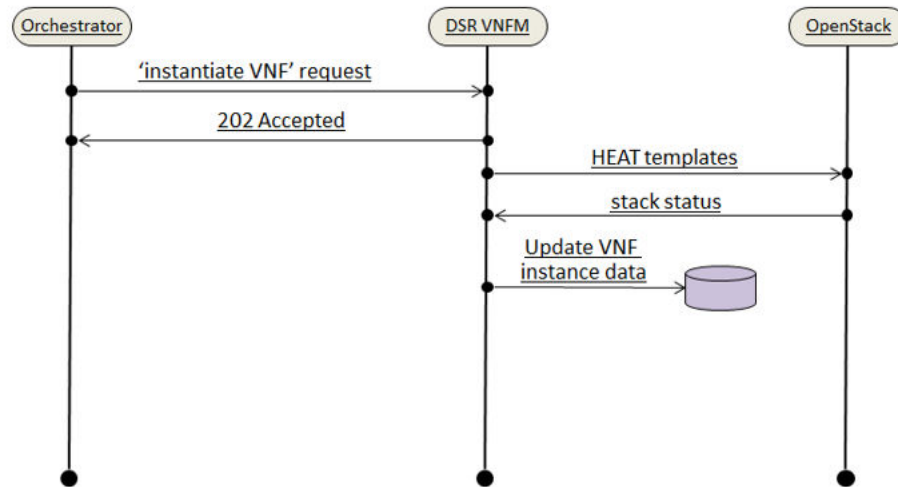 Orchestrator
DSR VNFM
OpenStack
‘instantiate VNF’ request
202 Accepted
HEAT templates
stack status
Update VNF
instance data